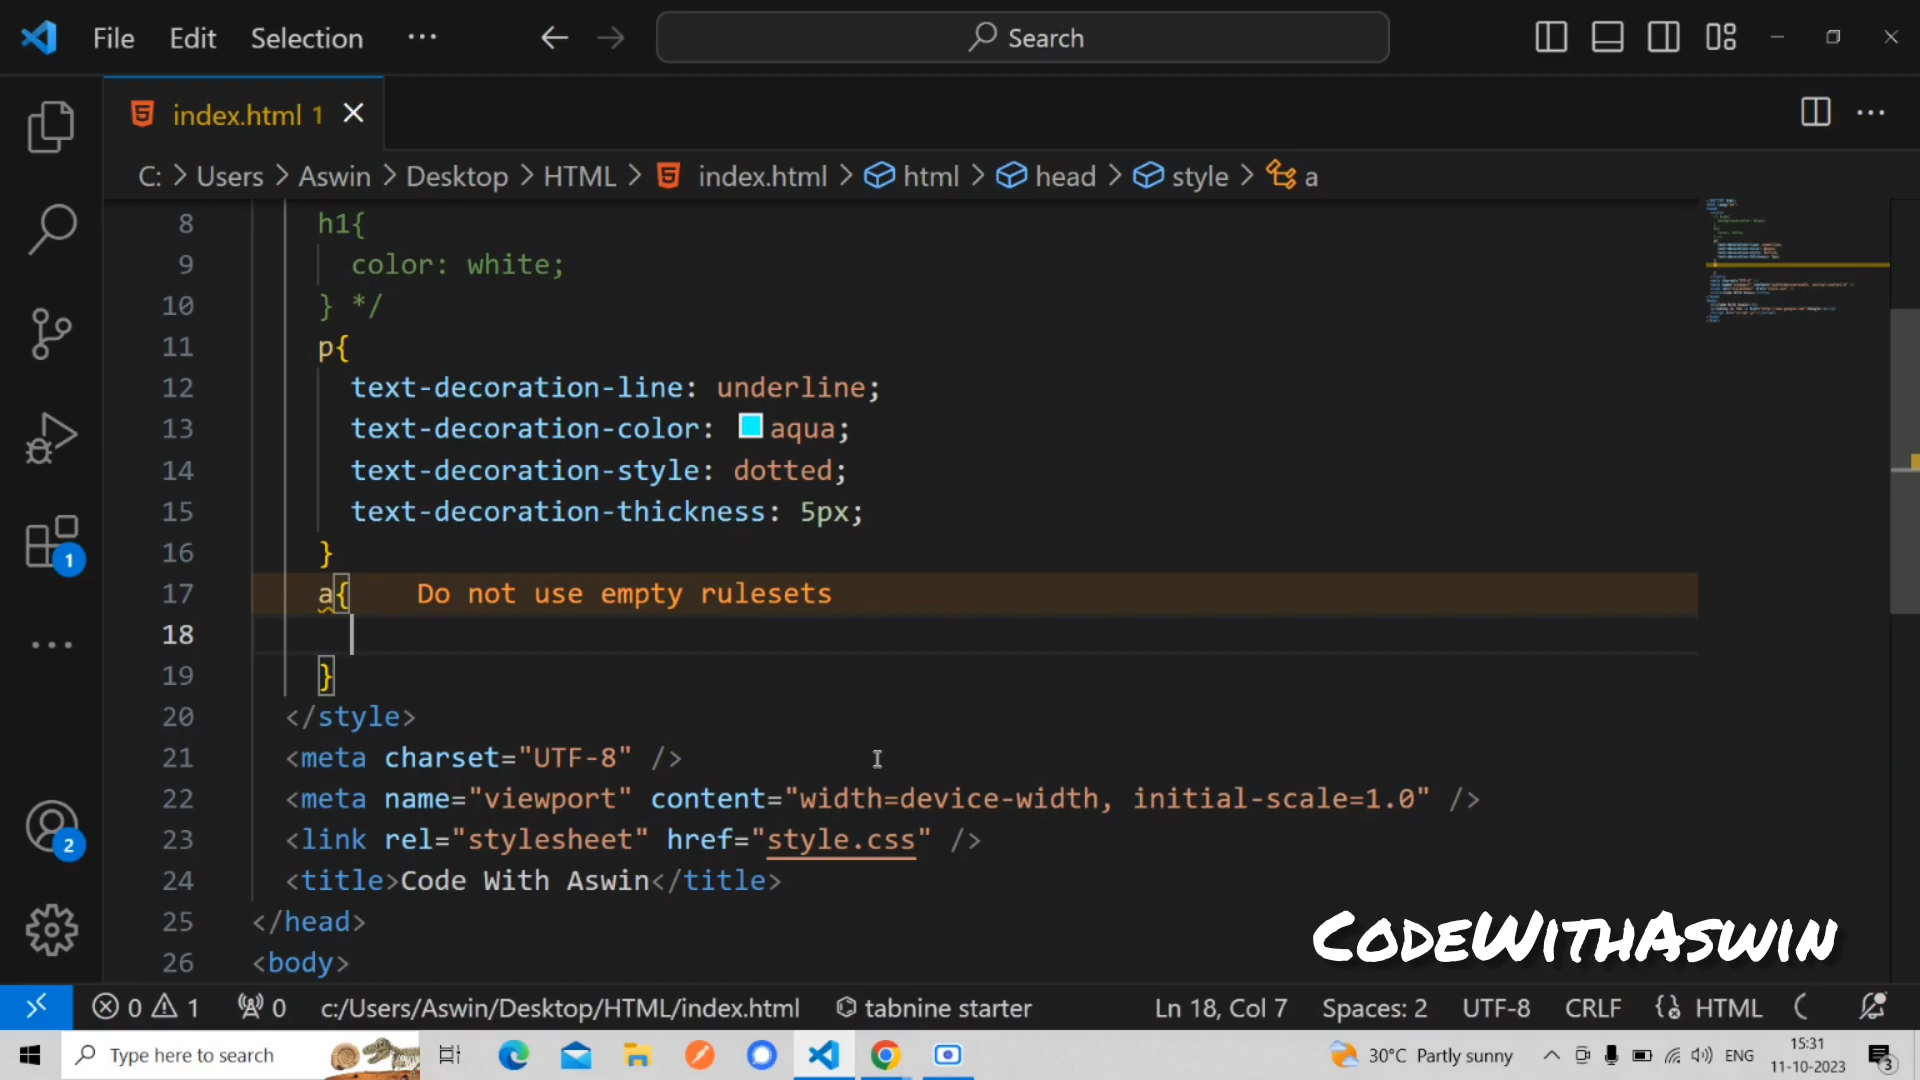 File Edit Selection ··· Search
index.html 1
C: > Users > Aswin > Desktop > HTML > index.html > html > head > style > a
8 h1{
9 color: white;
10 } */
11 p{
12 text-decoration-line: underline;
13 text-decoration-color: aqua;
14 text-decoration-style: dotted;
15 text-decoration-thickness: 5px;
16 }
17 a{ Do not use empty rulesets
18
19 }
20 </style>
21 <meta charset="UTF-8" />
22 <meta name="viewport" content="width=device-width, initial-scale=1.0" />
23 <link rel="stylesheet" href="style.css" />
24 <title>Code With Aswin</title>
25 </head>
26 <body>
1
2
CodeWithAswin
0 1 0 c:/Users/Aswin/Desktop/HTML/index.html tabnine starter Ln 18, Col 7 Spaces: 2 UTF-8 CRLF HTML
Type here to search 30°C Partly sunny ENG 15:31
11-10-2023 3